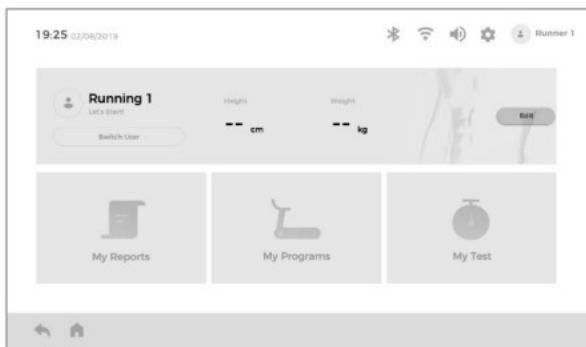 19:25 02/08/2019
Runner 1
Running 1
Let's Start!
Switch User
Height
-- cm
Weight
-- kg
Edit
My Reports
My Programs
My Test